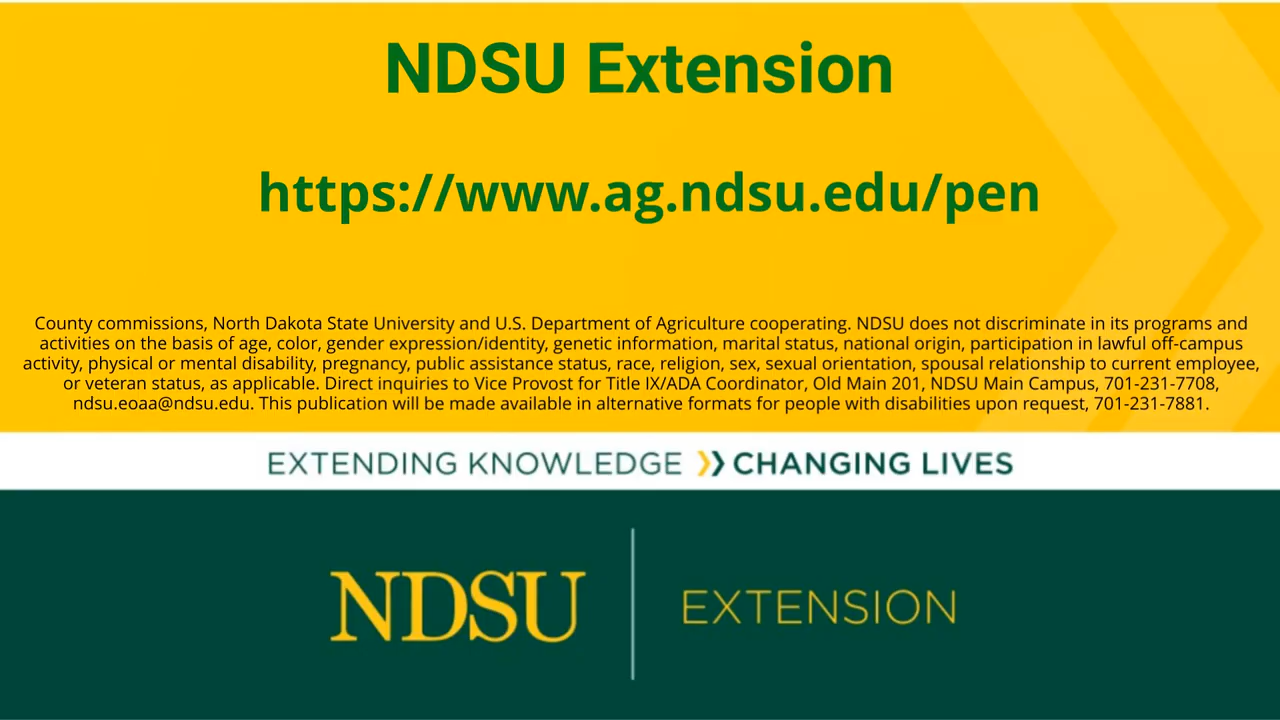 NDSU Extension
https://www.ag.ndsu.edu/pen
County commissions, North Dakota State University and U.S. Department of Agriculture cooperating. NDSU does not discriminate in its programs and
activities on the basis of age, color, gender expression/identity, genetic information, marital status, national origin, participation in lawful off-campus
activity, physical or mental disability, pregnancy, public assistance status, race, religion, sex, sexual orientation, spousal relationship to current employee,
or veteran status, as applicable. Direct inquiries to Vice Provost for Title IX/ADA Coordinator, Old Main 201, NDSU Main Campus, 701-231-7708,
ndsu.eoaa@ndsu.edu. This publication will be made available in alternative formats for people with disabilities upon request, 701-231-7881.
EXTENDING KNOWLEDGE CHANGING LIVES
NDSU EXTENSION